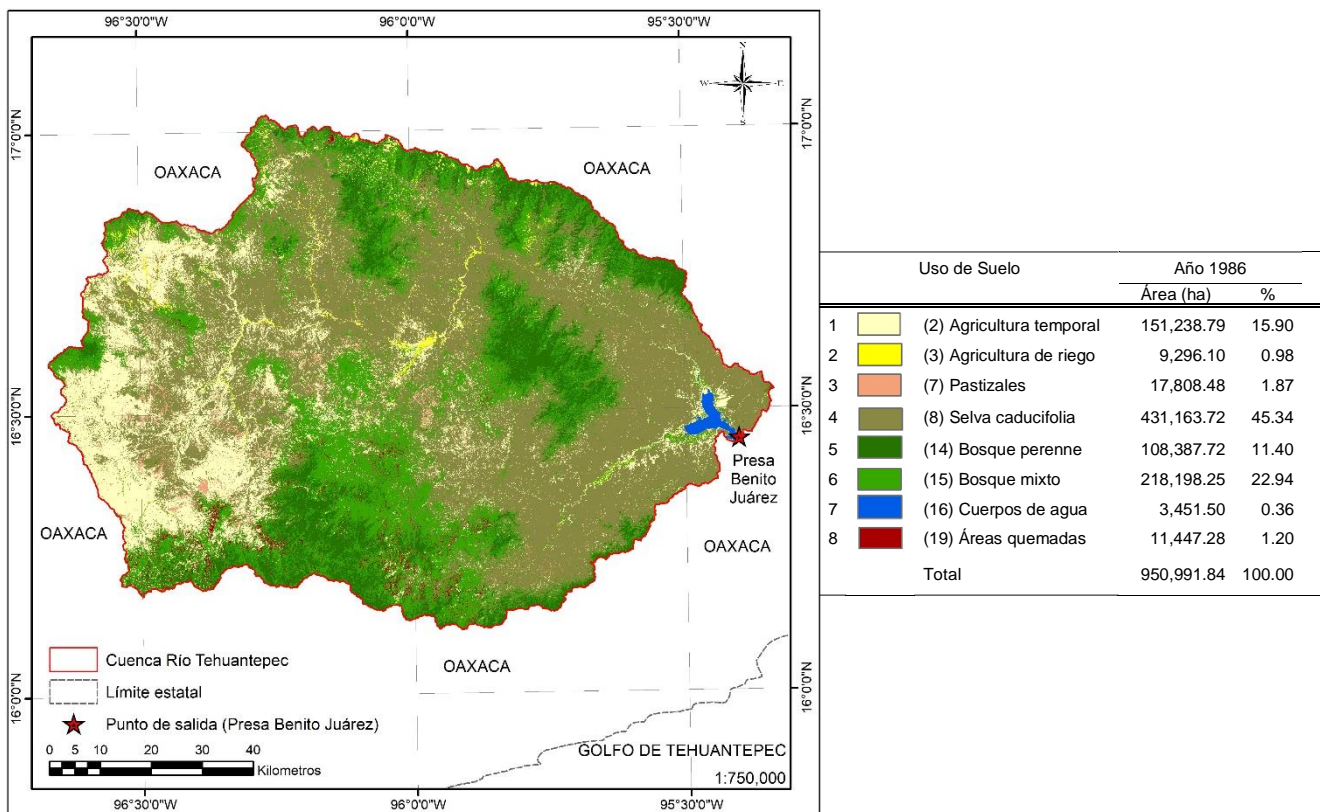 96°30'0"W 96°0'0"W 95°30'0"W
17°0'0"N
16°30'0"N
16°0'0"N
N
W E
S
17°0'0"N
16°30'0"N
16°0'0"N
OAXACA
OAXACA
OAXACA
OAXACA
OAXACA
Presa
Benito
Juárez
Cuenca Río Tehuantepec
Límite estatal
Punto de salida (Presa Benito Juárez)
0 5 10 20 30 40
Kilometros
GOLFO DE TEHUANTEPEC
1:750,000
96°30'0"W 96°0'0"W 95°30'0"W
Uso de Suelo Año 1986
Área (ha) %
1 (2) Agricultura temporal 151,238.79 15.90
2 (3) Agricultura de riego 9,296.10 0.98
3 (7) Pastizales 17,808.48 1.87
4 (8) Selva caducifolia 431,163.72 45.34
5 (14) Bosque perenne 108,387.72 11.40
6 (15) Bosque mixto 218,198.25 22.94
7 (16) Cuerpos de agua 3,451.50 0.36
8 (19) Áreas quemadas 11,447.28 1.20
Total 950,991.84 100.00